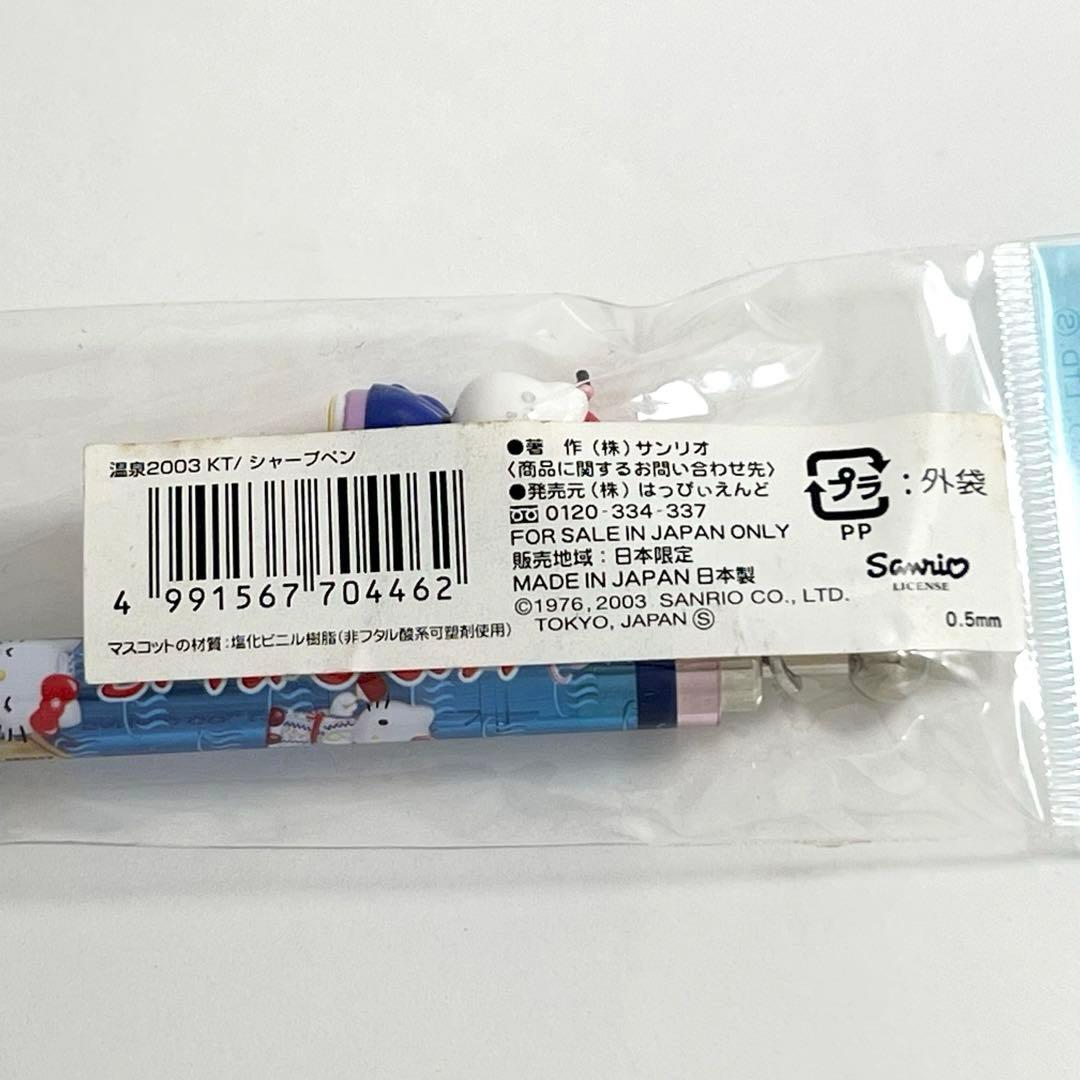 温泉2003 KT/ シャープペン
4 991567 704462
マスコットの材質:塩化ビニル樹脂(非フタル酸系可塑剤使用)
●著 作(株)サンリオ
〈商品に関するお問い合わせ先〉
●発売元(株)はっぴぃえんど
0120-334-337
FOR SALE IN JAPAN ONLY
販売地域:日本限定
MADE IN JAPAN 日本製
©1976, 2003 SANRIO CO., LTD.
TOKYO, JAPAN Ⓢ
プラ:外袋
PP
Sanrio
LICENSE
0.5mm
LTD. Ⓢ